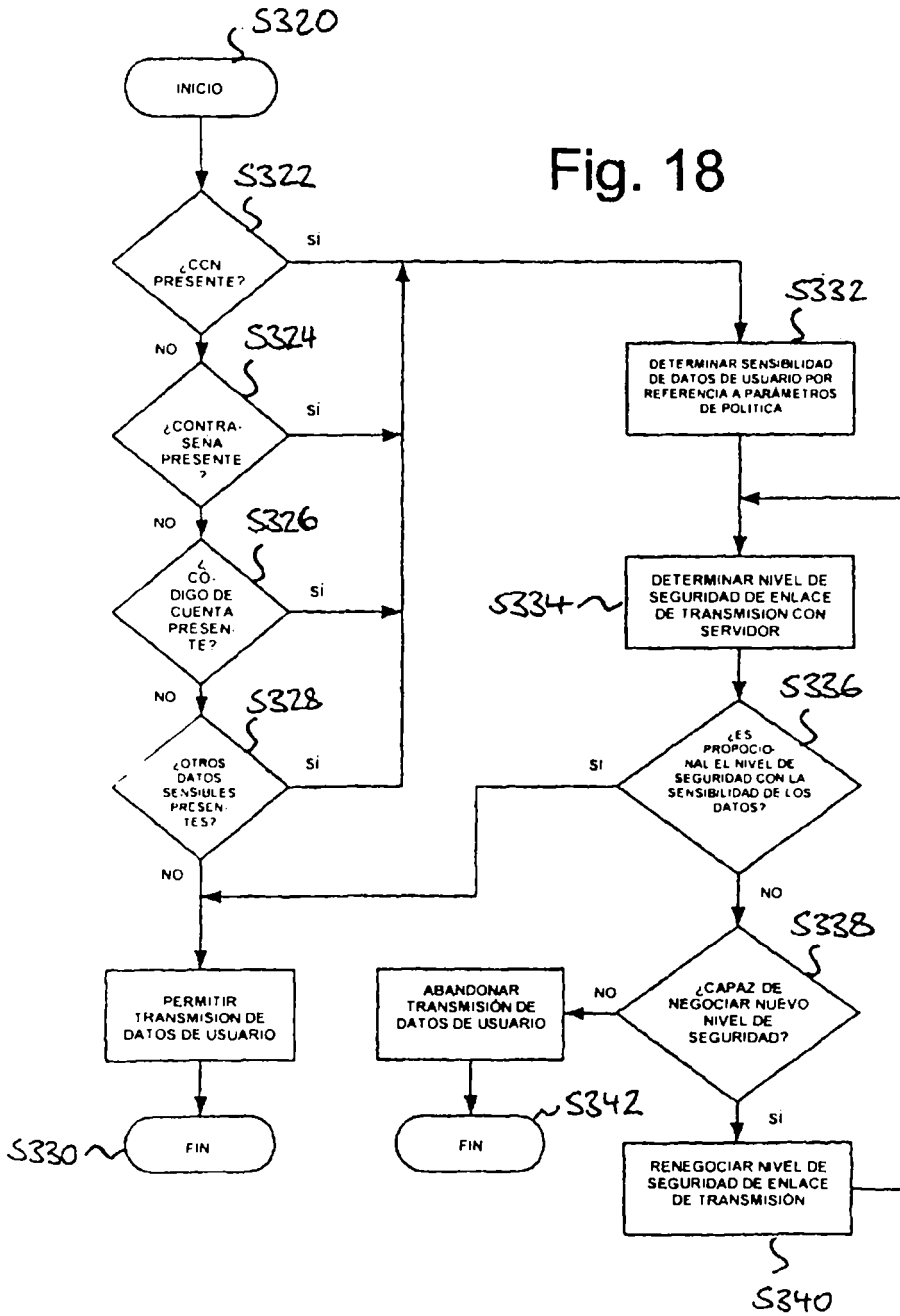 S320
INICIO
Fig. 18
S322
¿CCN
PRESENTE?
SI
NO
S324
¿CONTRA-
SEÑA
PRESENTE
?
SI
NO
S326
¿
CÓ-
DIGO DE
CUENTA
PRESEN-
TE?
SI
NO
S328
¿OTROS
DATOS
SENSIBLES
PRESEN-
TES?
SI
NO
PERMITIR
TRANSMISION DE
DATOS DE USUARIO
S330
FIN
S332
DETERMINAR SENSIBILIDAD
DE DATOS DE USUARIO POR
REFERENCIA A PARÁMETROS
DE POLITICA
S334
DETERMINAR NIVEL DE
SEGURIDAD DE ENLACE
DE TRANSMISION CON
SERVIDOR
S336
¿ES
PROPOCIO-
NAL EL NIVEL DE
SEGURIDAD CON LA
SENSIBILIDAD DE LOS
DATOS?
SI
NO
S338
¿CAPAZ DE
NEGOCIAR NUEVO
NIVEL DE
SEGURIDAD?
NO
ABANDONAR
TRANSMISIÓN DE
DATOS DE USUARIO
S342
FIN
SI
RENEGOCIAR NIVEL DE
SEGURIDAD DE ENLACE
DE TRANSMISIÓN
S340